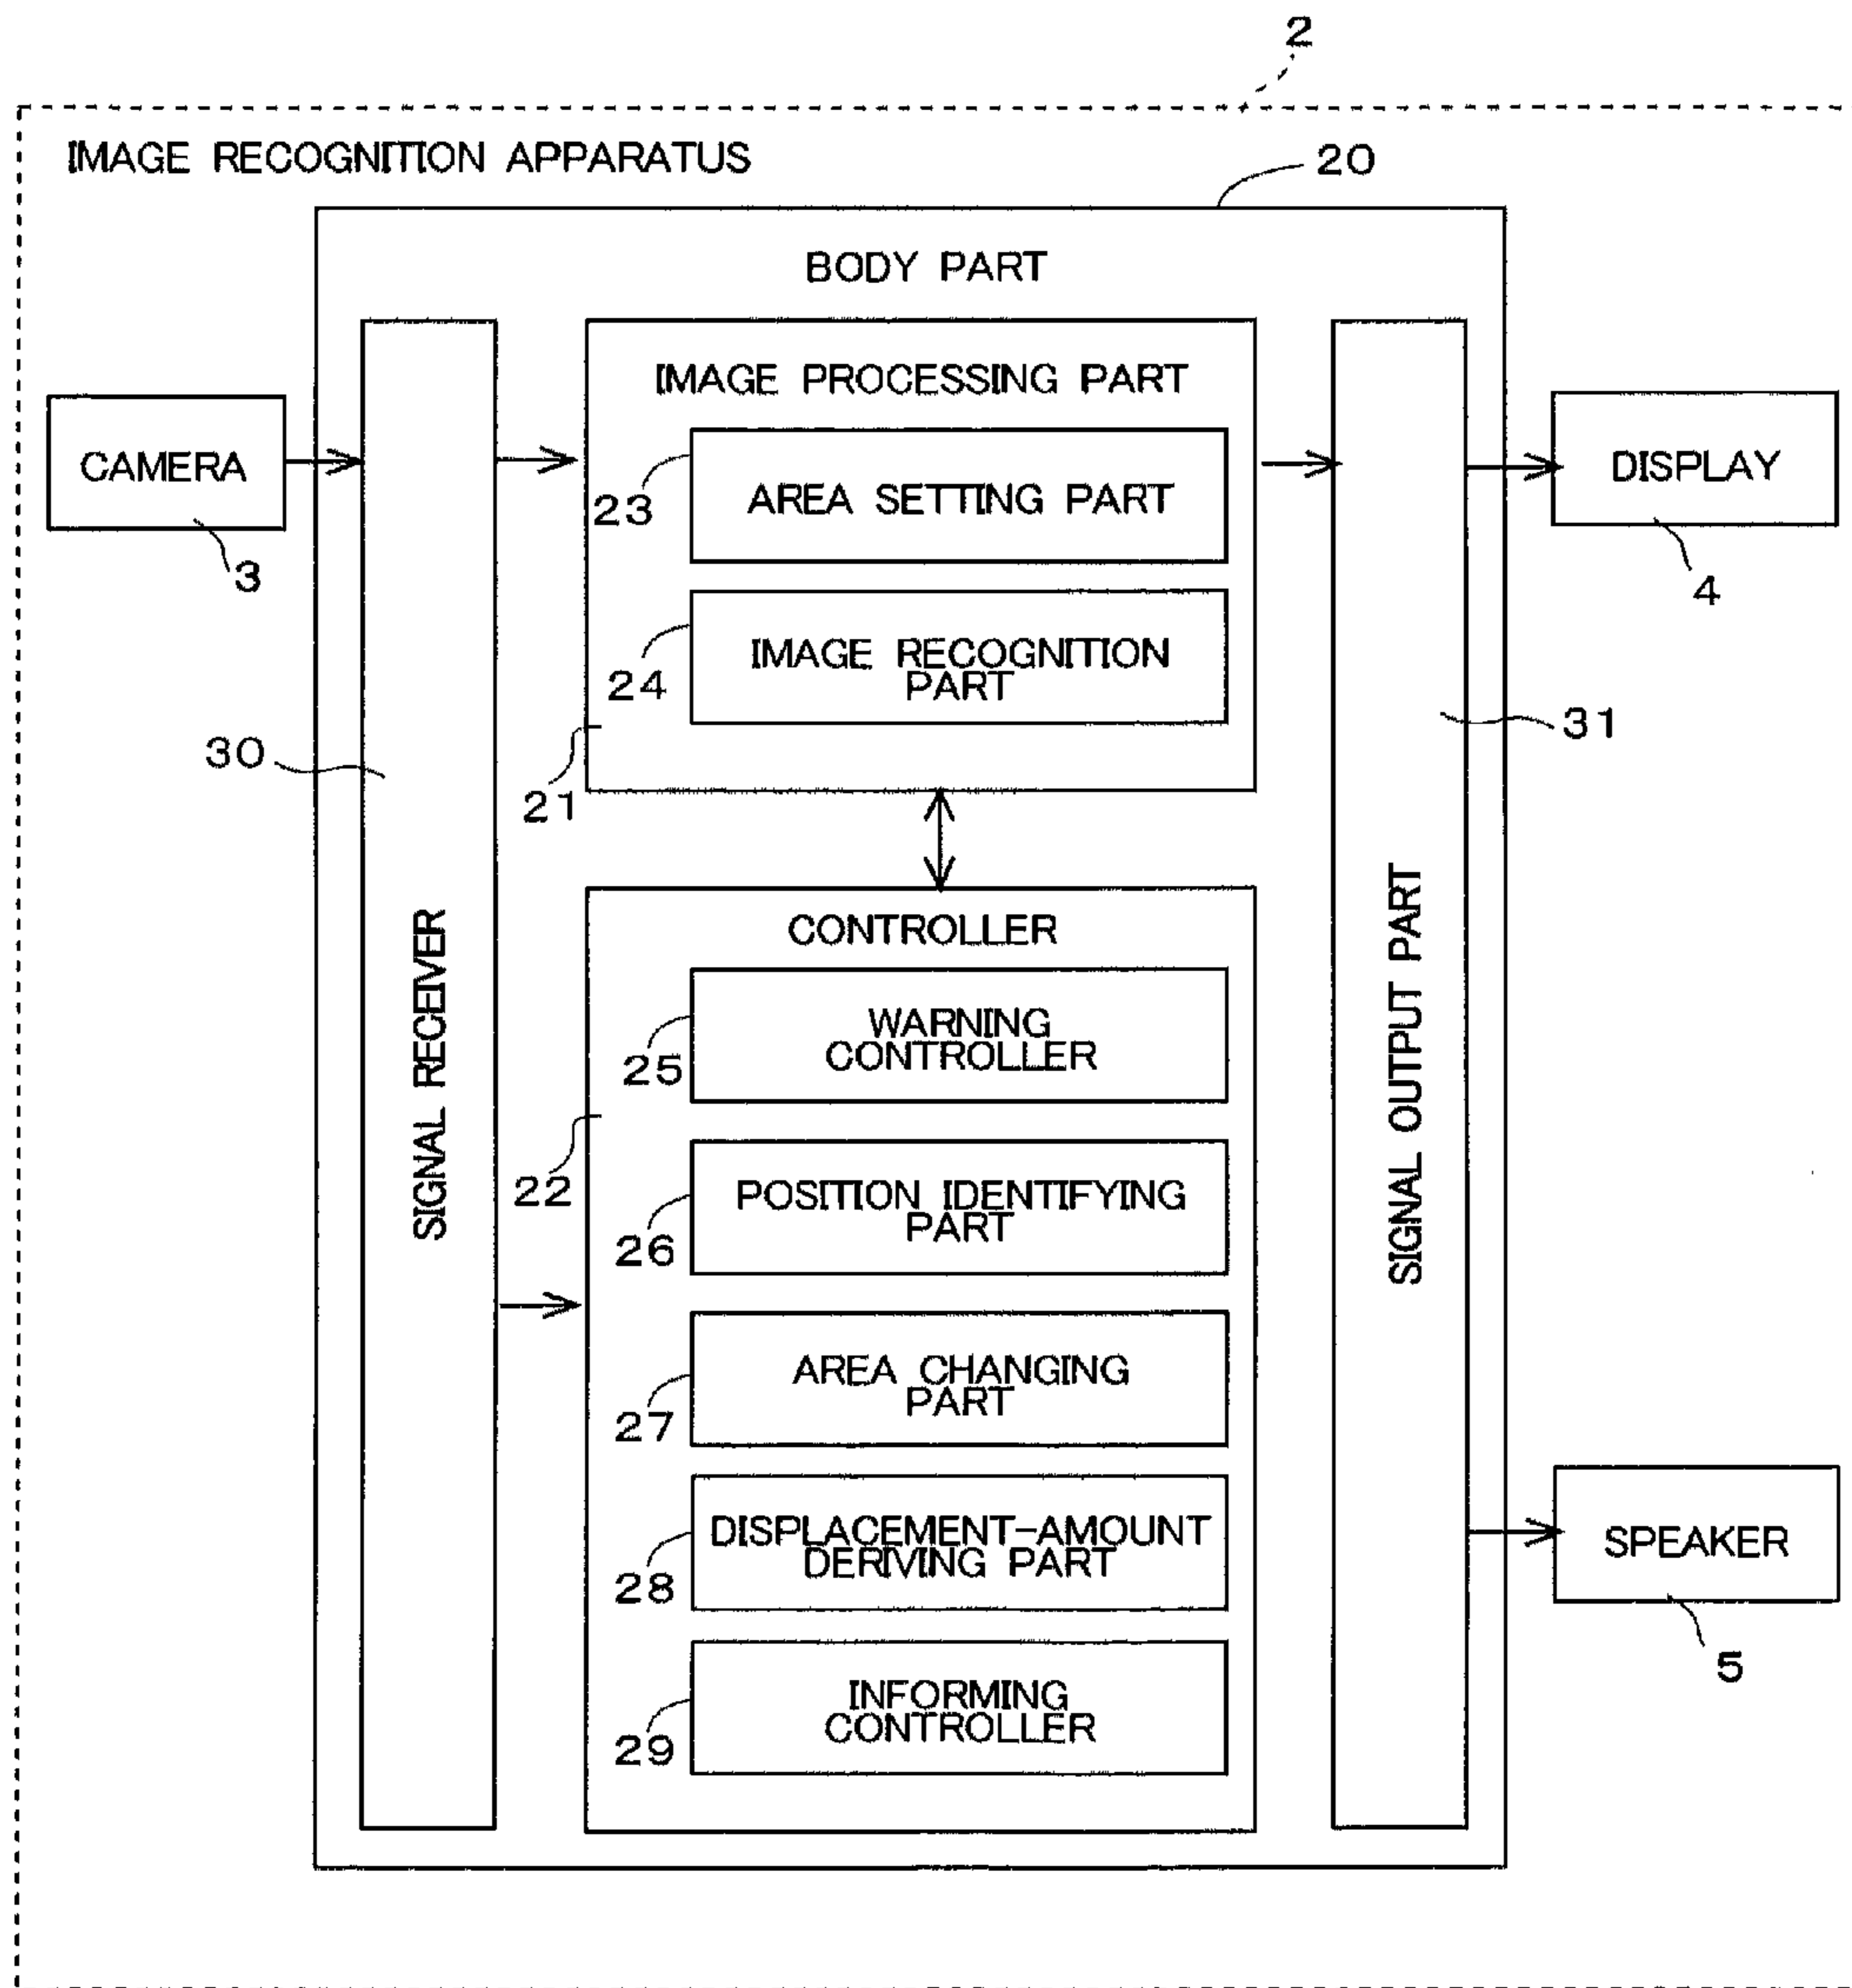 2
IMAGE RECOGNITION APPARATUS
20
BODY PART
IMAGE PROCESSING PART
CAMERA
3
23
AREA SETTING PART
DISPLAY
4
24
IMAGE RECOGNITION
PART
30
21
31
SIGNAL RECEIVER
CONTROLLER
SIGNAL OUTPUT PART
25
WARNING
CONTROLLER
22
26
POSITION IDENTIFYING
PART
27
AREA CHANGING
PART
28
DISPLACEMENT-AMOUNT
DERIVING PART
SPEAKER
5
29
INFORMING
CONTROLLER